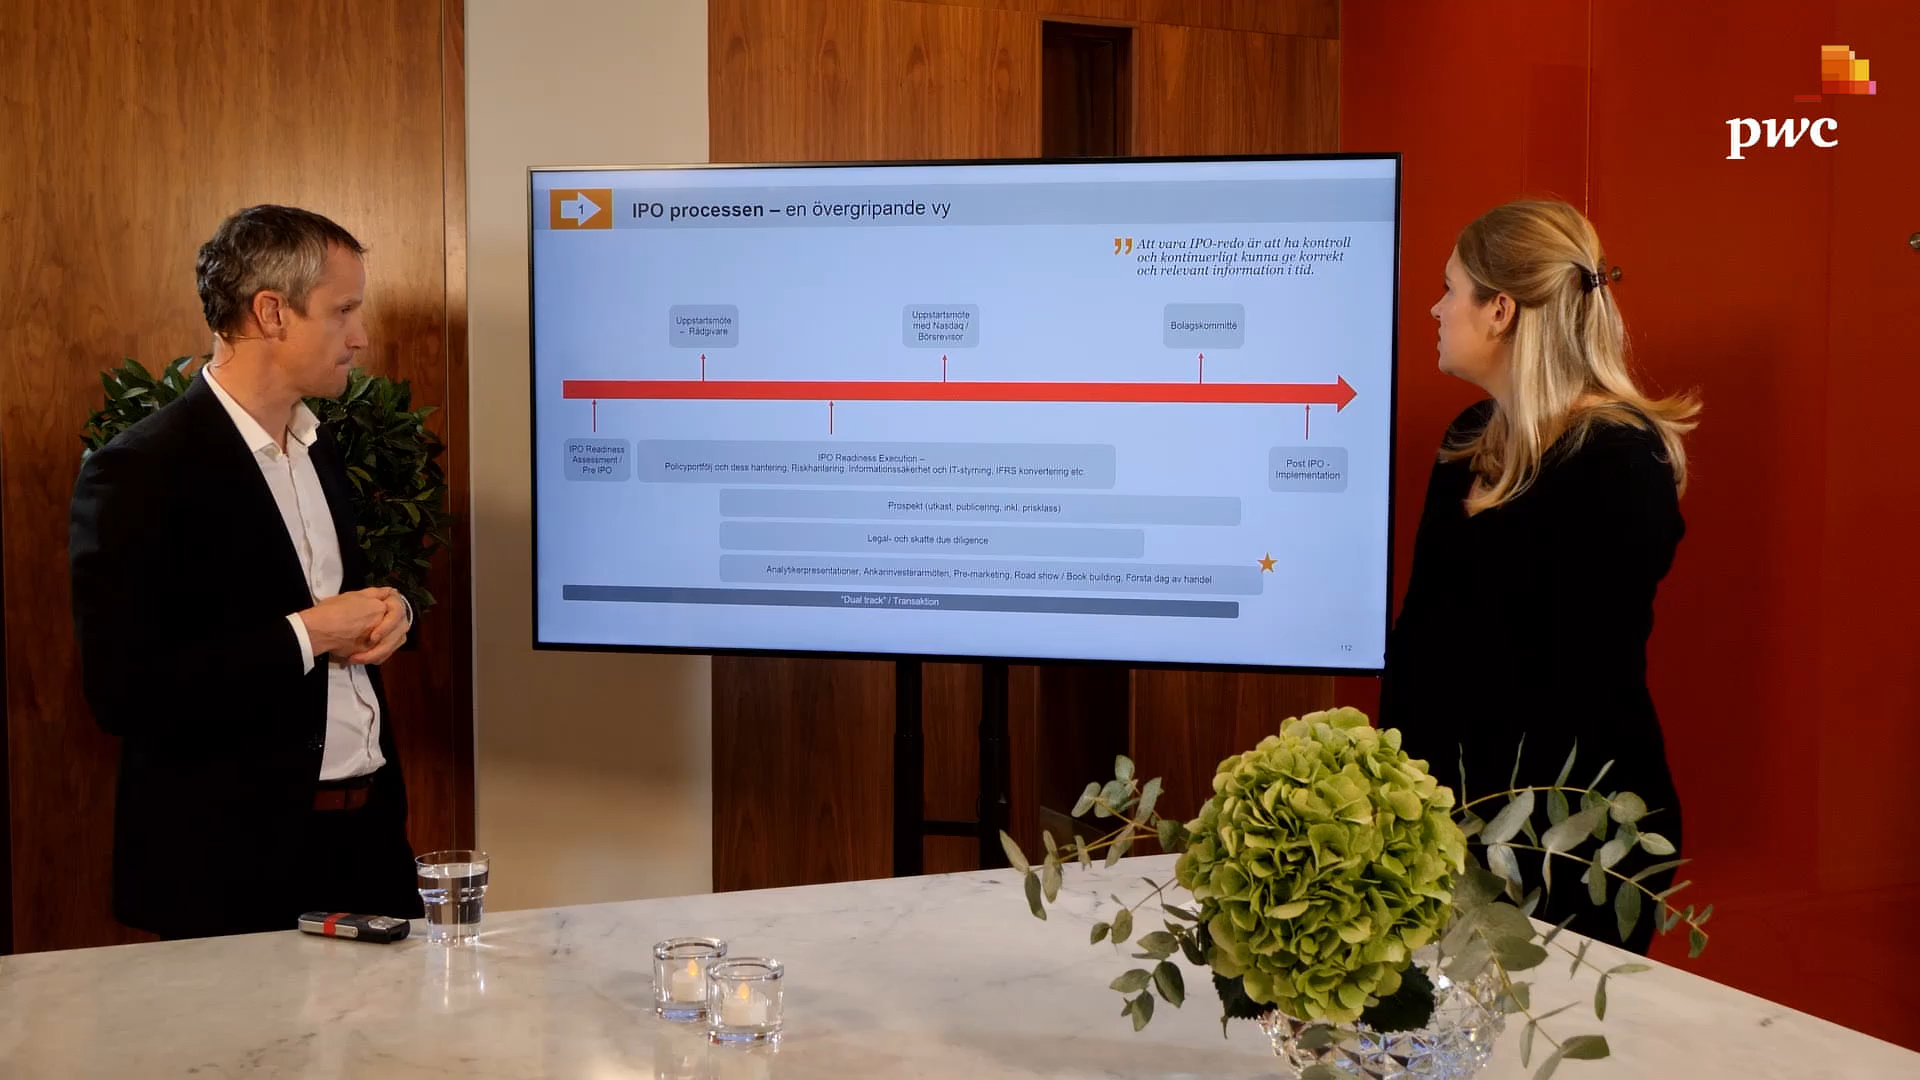 pwc
1
IPO processen – en övergripande vy
Att vara IPO-redo är att ha kontroll
och kontinuerligt kunna ge korrekt
och relevant information i tid.
Uppstartsmöte
– Rådgivare
Uppstartsmöte
med Nasdaq /
Börsrevisor
Bolagskommitté
IPO Readiness
Assessment /
Pre IPO
IPO Readiness Execution –
Policyportfölj och dess hantering, Riskhantering, Informationssäkerhet och IT-styrning, IFRS konvertering etc.
Post IPO -
Implementation
Prospekt (utkast, publicering, inkl. prisklass)
Legal- och skatte due diligence
Analytikerpresentationer, Ankarinvesterarmöten, Pre-marketing, Road show / Book building, Första dag av handel
"Dual track" / Transaktion
112